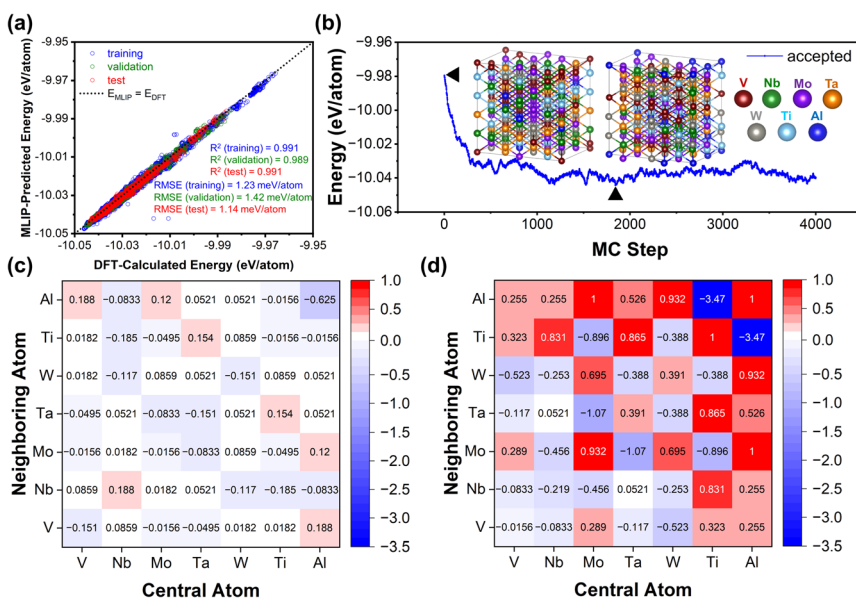 (a)
-9.95
-9.97
-9.99
-10.01
-10.03
-10.05
MLIP-Predicted Energy (eV/atom)
training
validation
test
E_MLIP = E_DFT
R² (training) = 0.991
R² (validation) = 0.989
R² (test) = 0.991
RMSE (training) = 1.23 meV/atom
RMSE (validation) = 1.42 meV/atom
RMSE (test) = 1.14 meV/atom
-10.05 -10.03 -10.01 -9.99 -9.97 -9.95
DFT-Calculated Energy (eV/atom)
(b)
-9.96
-9.98
-10.00
-10.02
-10.04
-10.06
Energy (eV/atom)
accepted
V Nb Mo Ta
W Ti Al
0 1000 2000 3000 4000
MC Step
(c)
Neighboring Atom
Al 0.188 −0.0833 0.12 0.0521 0.0521 −0.0156 −0.625
Ti 0.0182 −0.185 −0.0495 0.154 0.0859 −0.0156 −0.0156
W 0.0182 −0.117 0.0859 0.0521 −0.151 0.0859 0.0521
Ta −0.0495 0.0521 −0.0833 −0.151 0.0521 0.154 0.0521
Mo −0.0156 0.0182 −0.0156 −0.0833 0.0859 −0.0495 0.12
Nb 0.0859 0.188 0.0182 0.0521 −0.117 −0.185 −0.0833
V −0.151 0.0859 −0.0156 −0.0495 0.0182 0.0182 0.188
V Nb Mo Ta W Ti Al
Central Atom
1.0
0.5
0.0
-0.5
-1.0
-1.5
-2.0
-2.5
-3.0
-3.5
(d)
Neighboring Atom
Al 0.255 0.255 1 0.526 0.932 −3.47 1
Ti 0.323 0.831 −0.896 0.865 −0.388 1 −3.47
W −0.523 −0.253 0.695 −0.388 0.391 −0.388 0.932
Ta −0.117 0.0521 −1.07 0.391 −0.388 0.865 0.526
Mo 0.289 −0.456 0.932 −1.07 0.695 −0.896 1
Nb −0.0833 −0.219 −0.456 0.0521 −0.253 0.831 0.255
V −0.0156 −0.0833 0.289 −0.117 −0.523 0.323 0.255
V Nb Mo Ta W Ti Al
Central Atom
1.0
0.5
0.0
-0.5
-1.0
-1.5
-2.0
-2.5
-3.0
-3.5